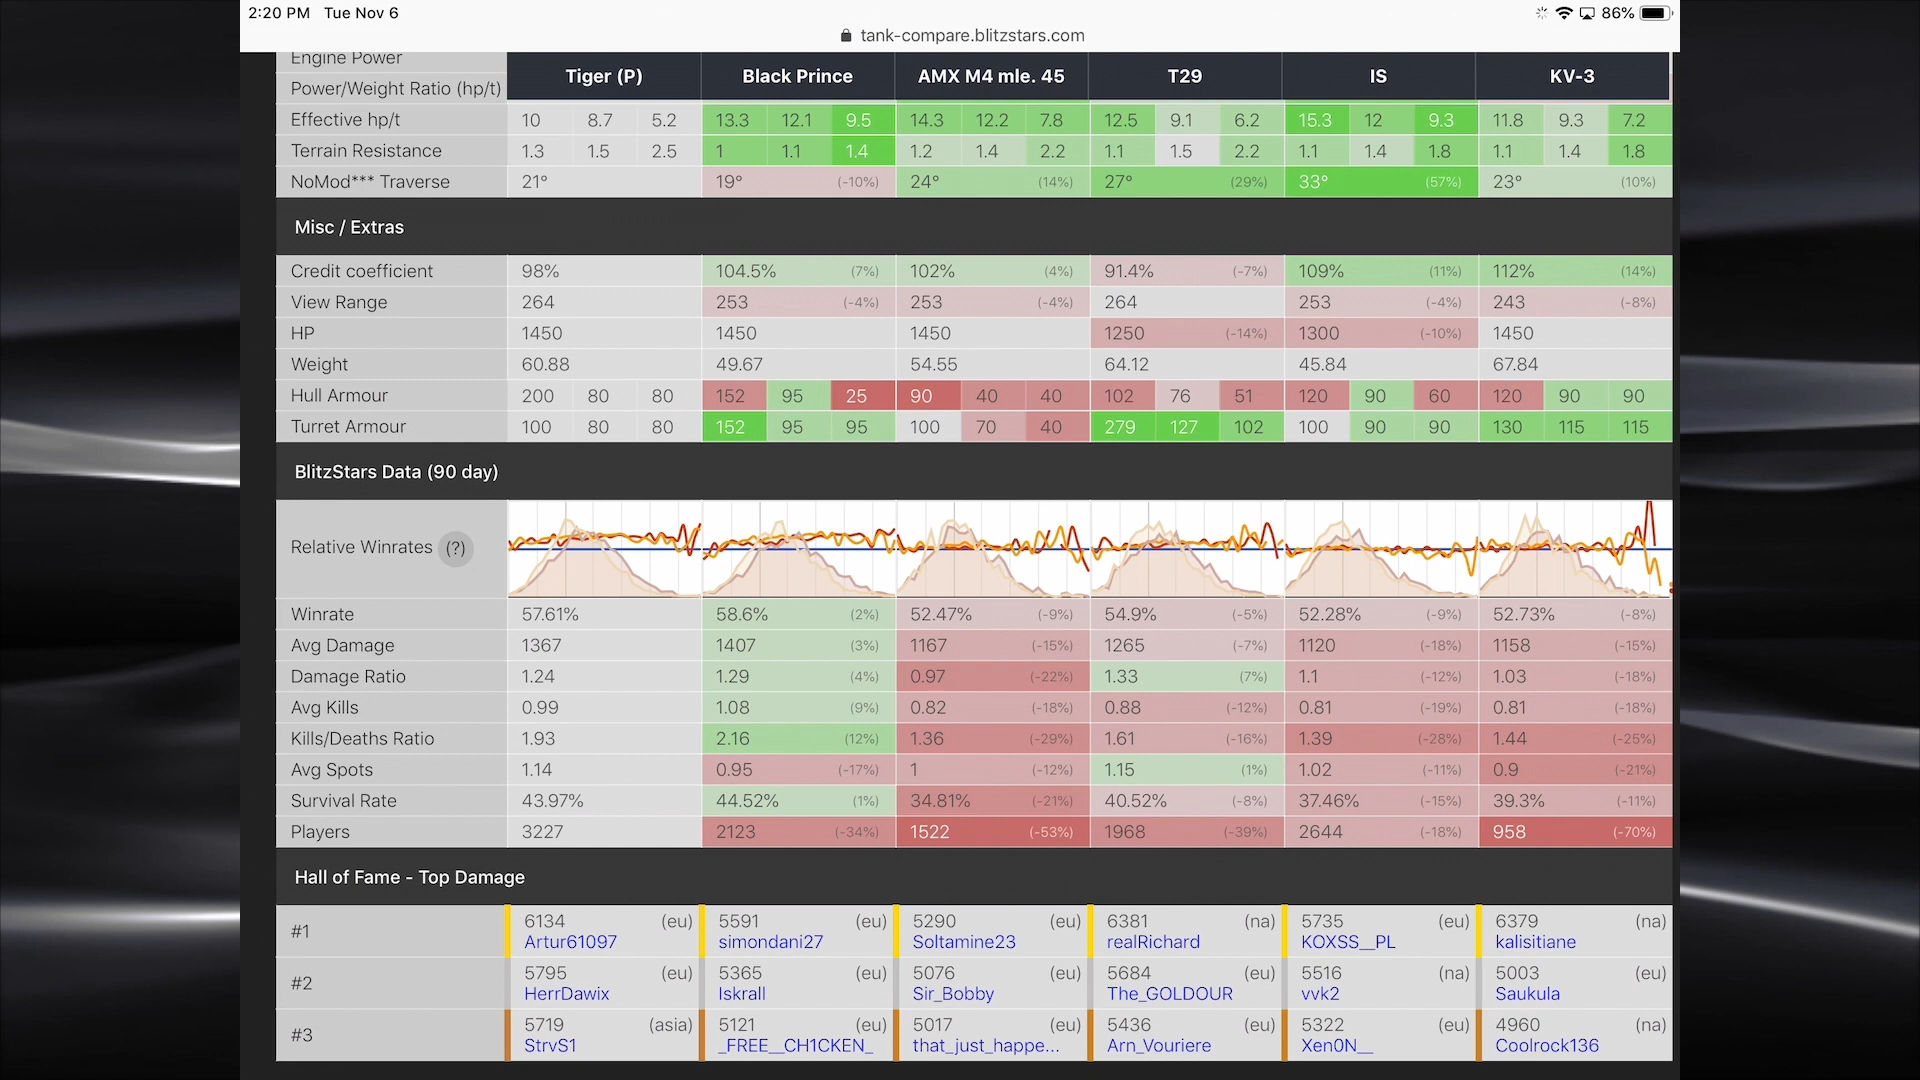 2:20 PM Tue Nov 6 86%
tank-compare.blitzstars.com
Engine Power
Tiger (P) Black Prince AMX M4 mle. 45 T29 IS KV-3
Power/Weight Ratio (hp/t)
Effective hp/t 10 8.7 5.2 13.3 12.1 9.5 14.3 12.2 7.8 12.5 9.1 6.2 15.3 12 9.3 11.8 9.3 7.2
Terrain Resistance 1.3 1.5 2.5 1 1.1 1.4 1.2 1.4 2.2 1.1 1.5 2.2 1.1 1.4 1.8 1.1 1.4 1.8
NoMod*** Traverse 21° 19° (-10%) 24° (14%) 27° (29%) 33° (57%) 23° (10%)
Misc / Extras
Credit coefficient 98% 104.5% (7%) 102% (4%) 91.4% (-7%) 109% (11%) 112% (14%)
View Range 264 253 (-4%) 253 (-4%) 264 253 (-4%) 243 (-8%)
HP 1450 1450 1450 1250 (-14%) 1300 (-10%) 1450
Weight 60.88 49.67 54.55 64.12 45.84 67.84
Hull Armour 200 80 80 152 95 25 90 40 40 102 76 51 120 90 60 120 90 90
Turret Armour 100 80 80 152 95 95 100 70 40 279 127 102 100 90 90 130 115 115
BlitzStars Data (90 day)
Relative Winrates (?)
Winrate 57.61% 58.6% (2%) 52.47% (-9%) 54.9% (-5%) 52.28% (-9%) 52.73% (-8%)
Avg Damage 1367 1407 (3%) 1167 (-15%) 1265 (-7%) 1120 (-18%) 1158 (-15%)
Damage Ratio 1.24 1.29 (4%) 0.97 (-22%) 1.33 (7%) 1.1 (-12%) 1.03 (-18%)
Avg Kills 0.99 1.08 (9%) 0.82 (-18%) 0.88 (-12%) 0.81 (-19%) 0.81 (-18%)
Kills/Deaths Ratio 1.93 2.16 (12%) 1.36 (-29%) 1.61 (-16%) 1.39 (-28%) 1.44 (-25%)
Avg Spots 1.14 0.95 (-17%) 1 (-12%) 1.15 (1%) 1.02 (-11%) 0.9 (-21%)
Survival Rate 43.97% 44.52% (1%) 34.81% (-21%) 40.52% (-8%) 37.46% (-15%) 39.3% (-11%)
Players 3227 2123 (-34%) 1522 (-53%) 1968 (-39%) 2644 (-18%) 958 (-70%)
Hall of Fame - Top Damage
#1
6134 (eu) 5591 (eu) 5290 (eu) 6381 (na) 5735 (eu) 6379 (na)
Artur61097 simondani27 Soltamine23 realRichard KOXSS__PL kalisitiane
#2
5795 (eu) 5365 (eu) 5076 (eu) 5684 (eu) 5516 (na) 5003 (eu)
HerrDawix Iskrall Sir_Bobby The_GOLDOUR vvk2 Saukula
#3
5719 (asia) 5121 (eu) 5017 (eu) 5436 (eu) 5322 (eu) 4960 (na)
StrvS1 _FREE__CH1CKEN_ that_just_happe... Arn_Vouriere Xen0N__ Coolrock136